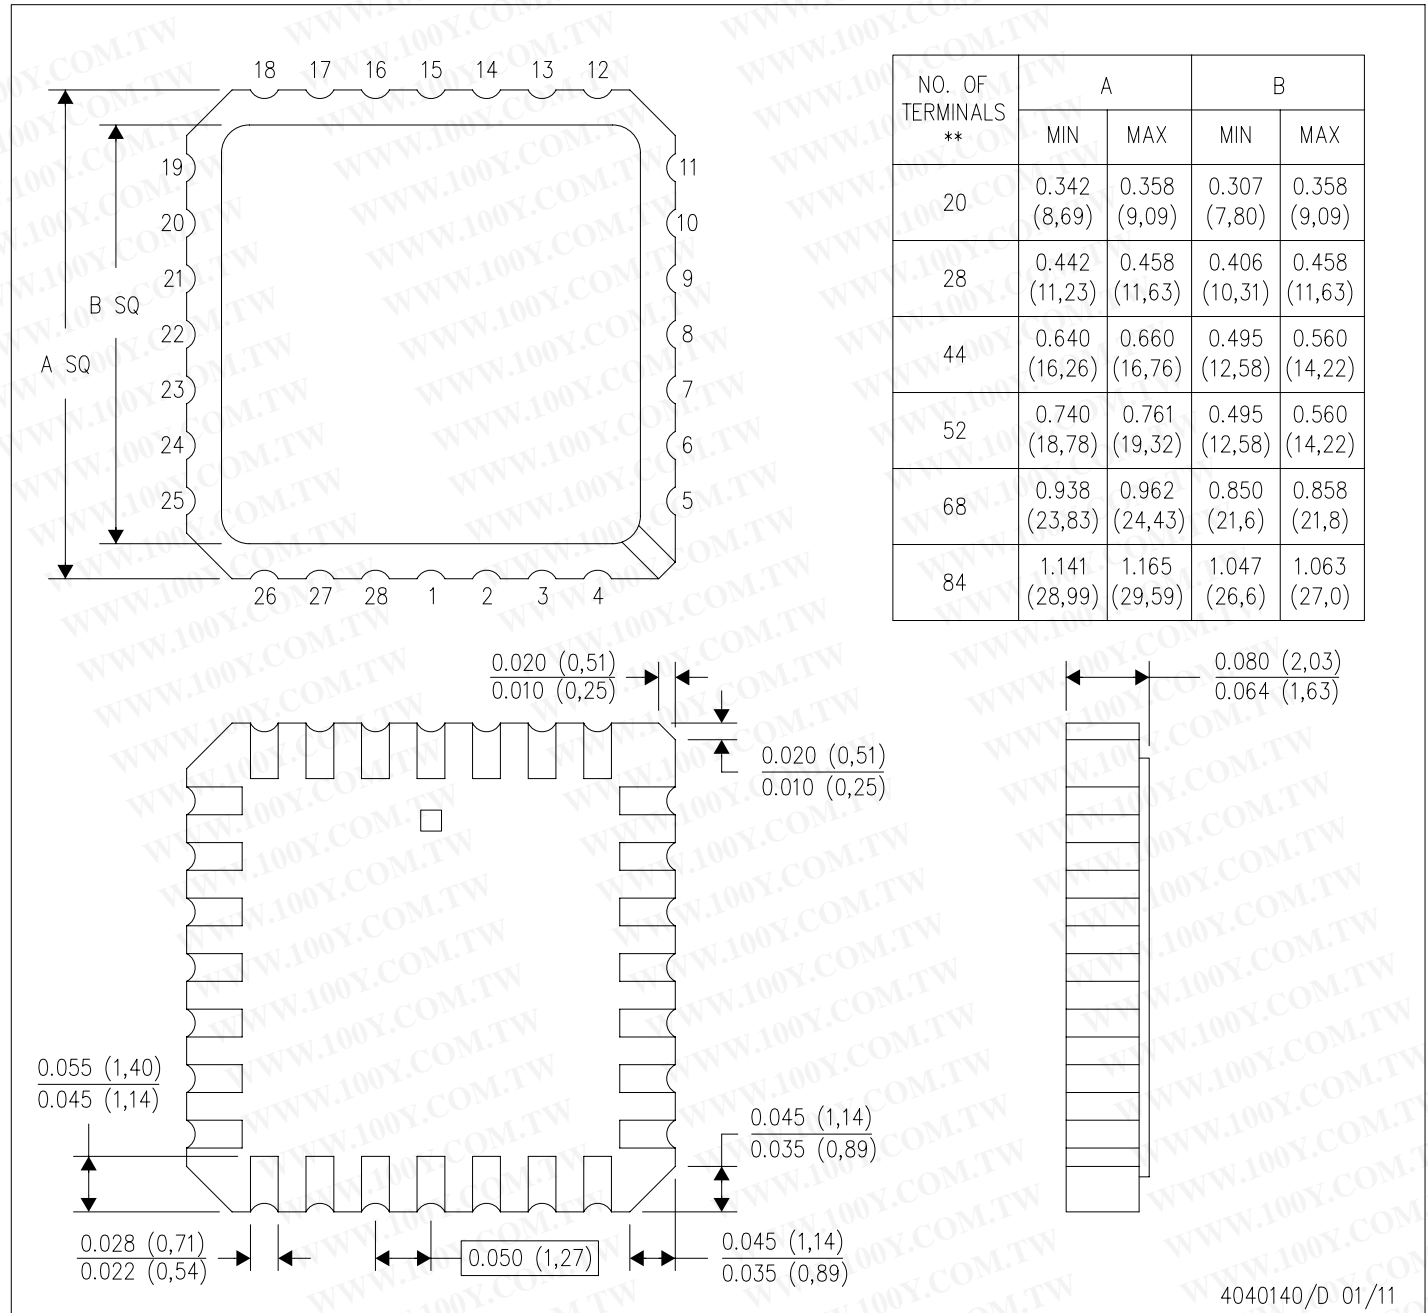 18 17 16 15 14 13 12
19 11
20 10
21 9
22 8
23 7
24 6
25 5
26 27 28 1 2 3 4
B SQ
A SQ
NO. OF TERMINALS ** A B
MIN MAX MIN MAX
20 0.342 (8,69) 0.358 (9,09) 0.307 (7,80) 0.358 (9,09)
28 0.442 (11,23) 0.458 (11,63) 0.406 (10,31) 0.458 (11,63)
44 0.640 (16,26) 0.660 (16,76) 0.495 (12,58) 0.560 (14,22)
52 0.740 (18,78) 0.761 (19,32) 0.495 (12,58) 0.560 (14,22)
68 0.938 (23,83) 0.962 (24,43) 0.850 (21,6) 0.858 (21,8)
84 1.141 (28,99) 1.165 (29,59) 1.047 (26,6) 1.063 (27,0)
0.020 (0,51)
0.010 (0,25)
0.080 (2,03)
0.064 (1,63)
0.020 (0,51)
0.010 (0,25)
0.055 (1,40)
0.045 (1,14)
0.045 (1,14)
0.035 (0,89)
0.028 (0,71)
0.022 (0,54)
0.050 (1,27)
0.045 (1,14)
0.035 (0,89)
4040140/D 01/11
WWW.100Y.COM.TW